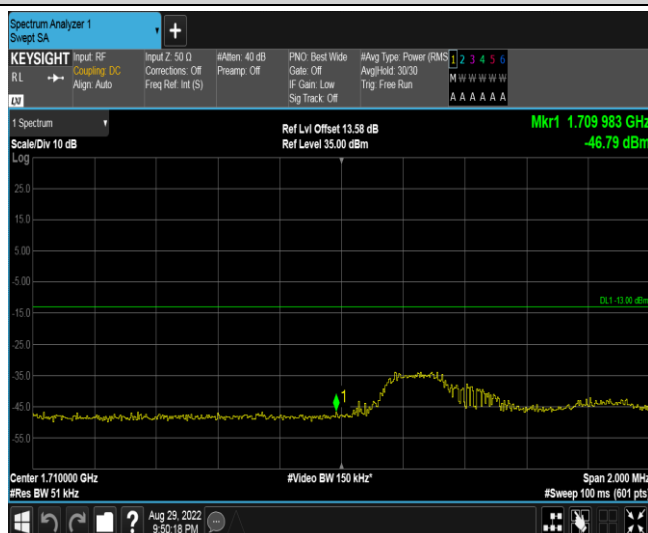 Spectrum Analyzer 1
Swept SA
+
KEYSIGHT
R L
LXI
Input: RF
Coupling: DC
Align: Auto
Input Z: 50 Ω
Corrections: Off
Freq Ref: Int (S)
#Atten: 40 dB
Preamp: Off
PNO: Best Wide
Gate: Off
IF Gain: Low
Sig Track: Off
#Avg Type: Power (RMS
Avg|Hold: 30/30
Trig: Free Run
1 2 3 4 5 6
M W W W W W
A A A A A A
1 Spectrum
Scale/Div 10 dB
Ref Lvl Offset 13.58 dB
Ref Level 35.00 dBm
Mkr1 1.709 983 GHz
-46.79 dBm
Log
25.0
15.0
5.00
-5.00
DL1 -13.00 dBm
-15.0
-25.0
-35.0
-45.0
1
-55.0
Center 1.710000 GHz
#Res BW 51 kHz
#Video BW 150 kHz*
Span 2.000 MHz
#Sweep 100 ms (601 pts)
?
Aug 29, 2022
9:50:18 PM